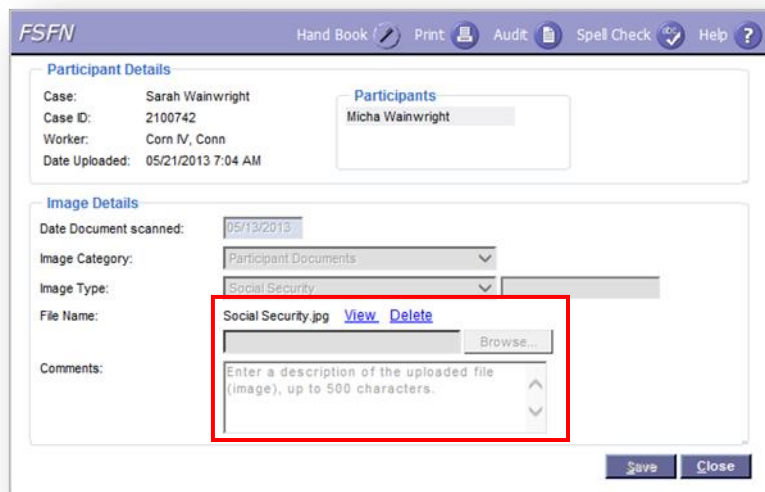 FSFN Hand Book Print Audit Spell Check abc Help ?
Participant Details
Case: Sarah Wainwright
Case ID: 2100742
Worker: Corn IV, Conn
Date Uploaded: 05/21/2013 7:04 AM
Participants
Micha Wainwright
Image Details
Date Document scanned: 05/13/2013
Image Category: Participant Documents
Image Type: Social Security
File Name: Social Security.jpg View Delete
Browse...
Comments: Enter a description of the uploaded file
(image), up to 500 characters.
Save Close